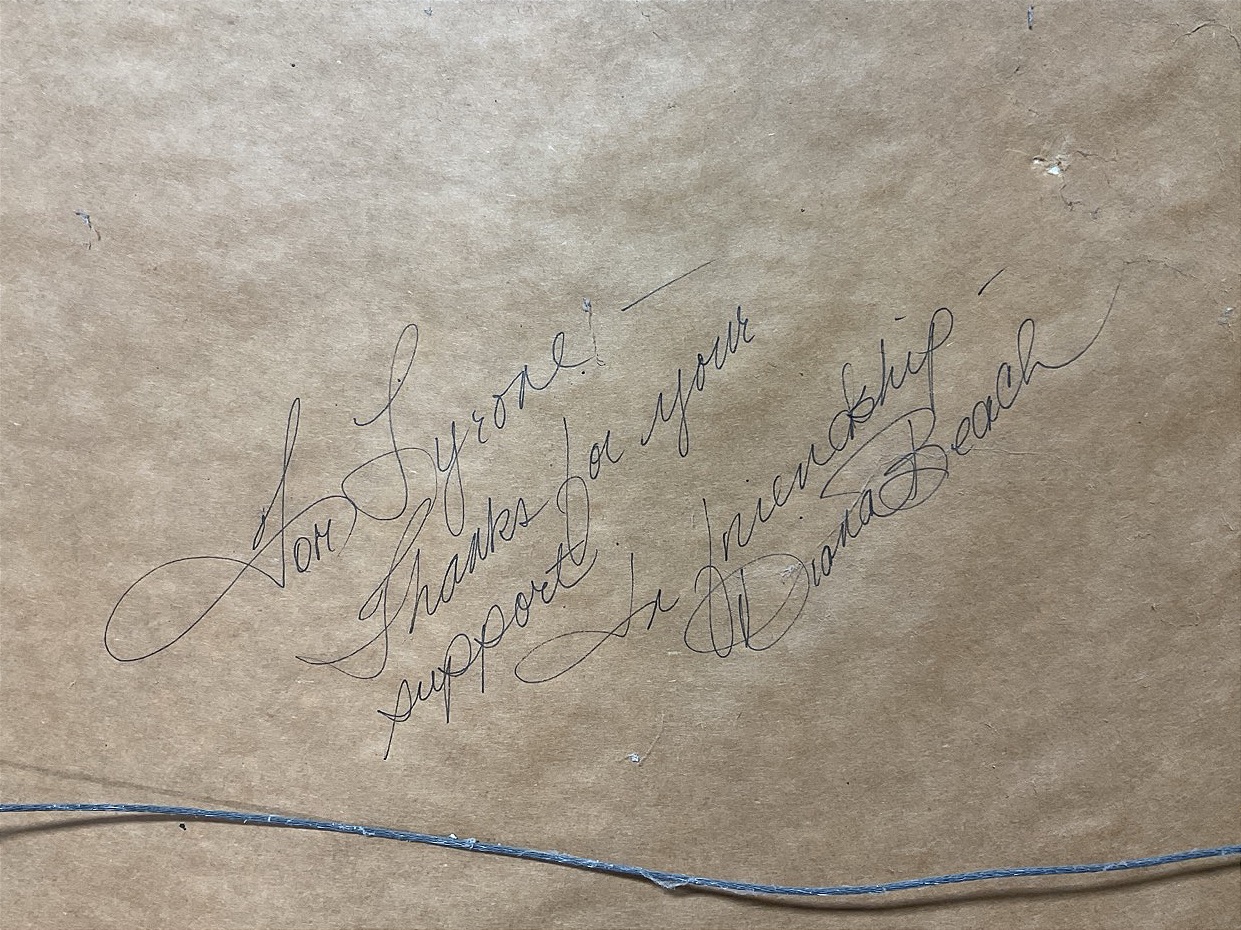 For Tyrone! —
Thanks for your
support!
In friendship —
Diana Beach